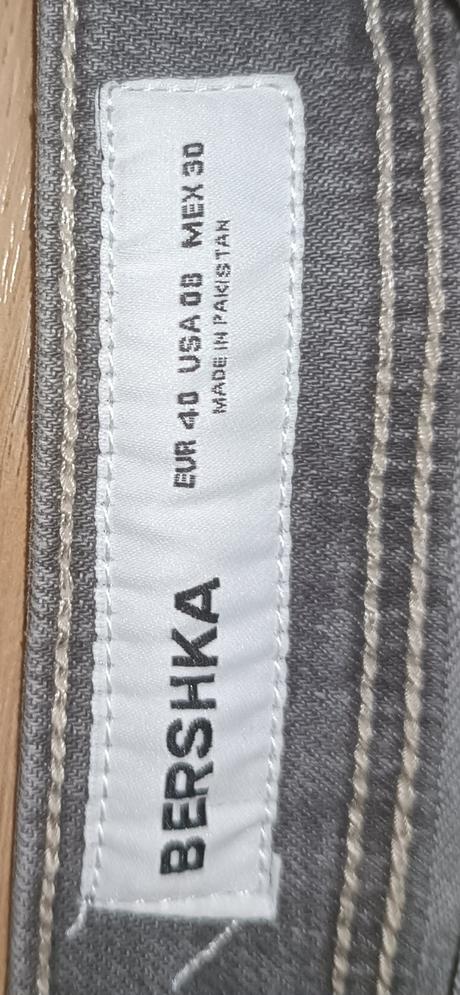 BERSHKA
EUR 40 USA 08 MEX 30
MADE IN PAKISTAN